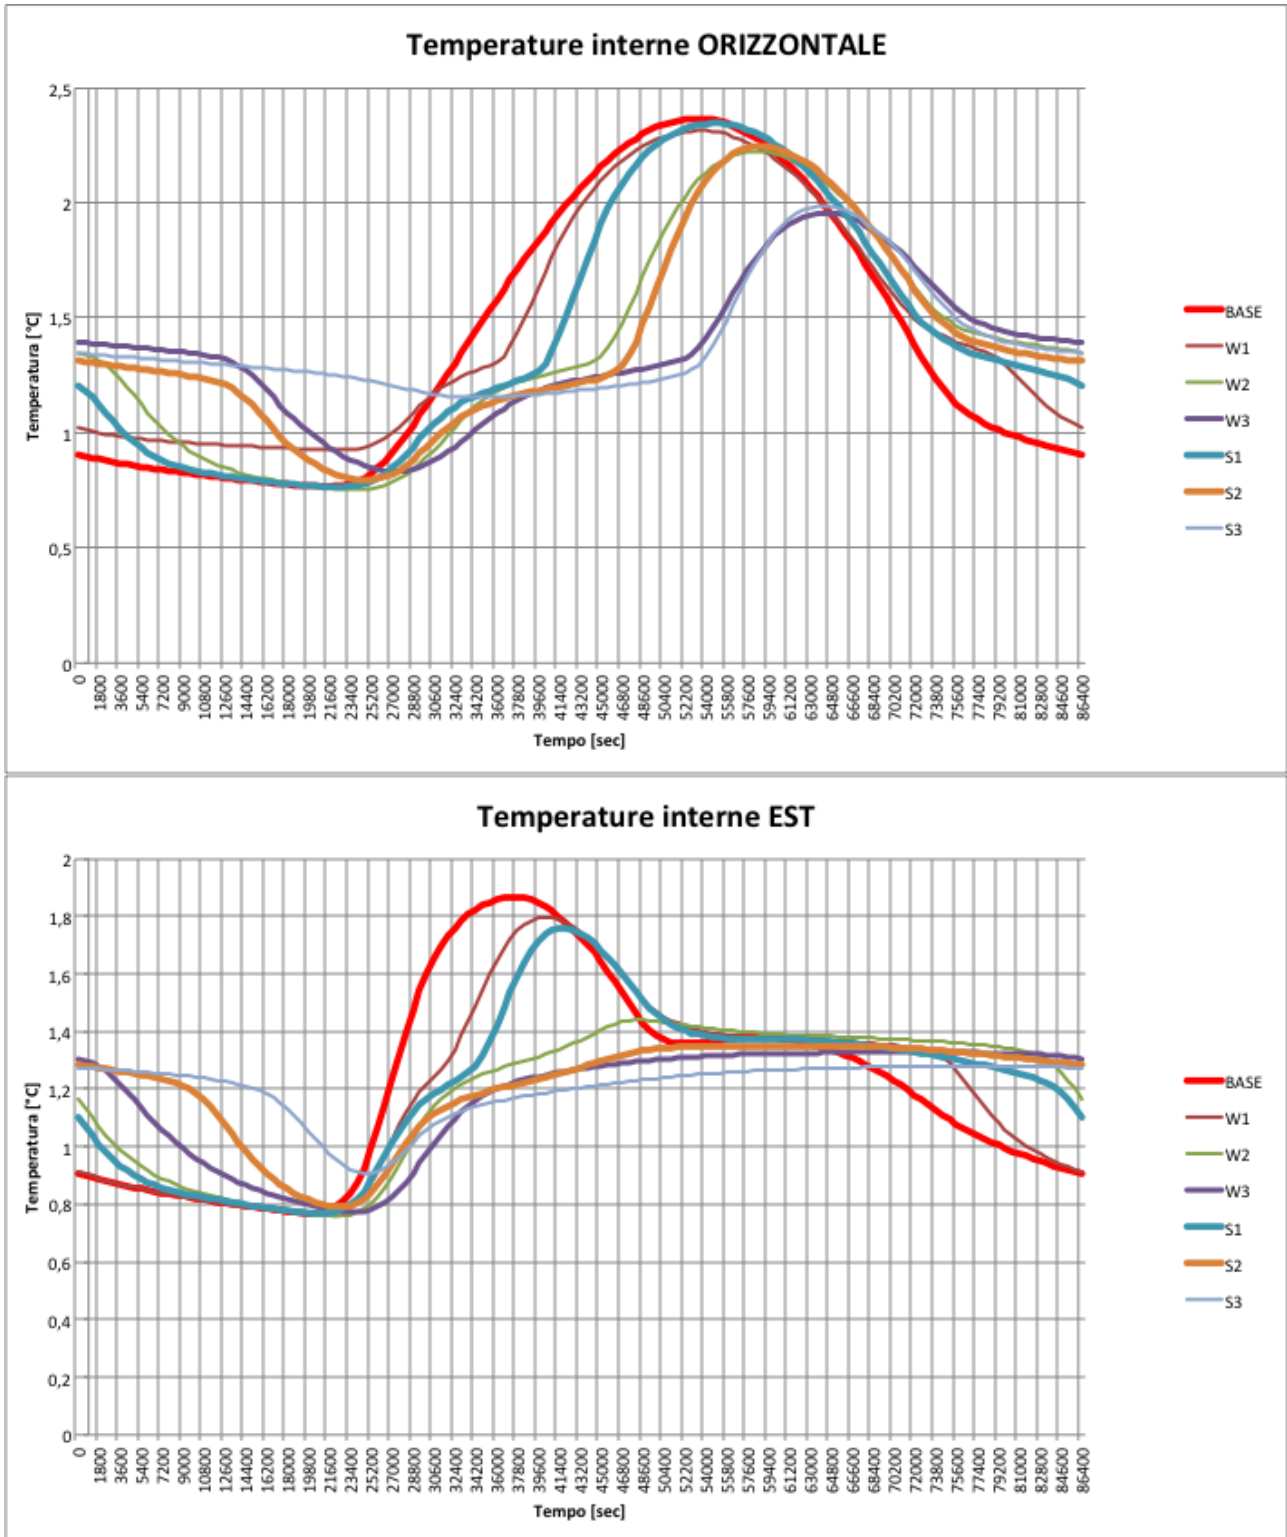 Temperature interne ORIZZONTALE
Temperatura [°C]
2,5
2
1,5
1
0,5
0
0 1800 3600 5400 7200 9000 10800 12600 14400 16200 18000 19800 21600 23400 25200 27000 28800 30600 32400 34200 36000 37800 39600 41400 43200 45000 46800 48600 50400 52200 54000 55800 57600 59400 61200 63000 64800 66600 68400 70200 72000 73800 75600 77400 79200 81000 82800 84600 86400
Tempo [sec]
BASE
W1
W2
W3
S1
S2
S3
Temperature interne EST
Temperatura [°C]
2
1,8
1,6
1,4
1,2
1
0,8
0,6
0,4
0,2
0
0 1800 3600 5400 7200 9000 10800 12600 14400 16200 18000 19800 21600 23400 25200 27000 28800 30600 32400 34200 36000 37800 39600 41400 43200 45000 46800 48600 50400 52200 54000 55800 57600 59400 61200 63000 64800 66600 68400 70200 72000 73800 75600 77400 79200 81000 82800 84600 86400
Tempo [sec]
BASE
W1
W2
W3
S1
S2
S3